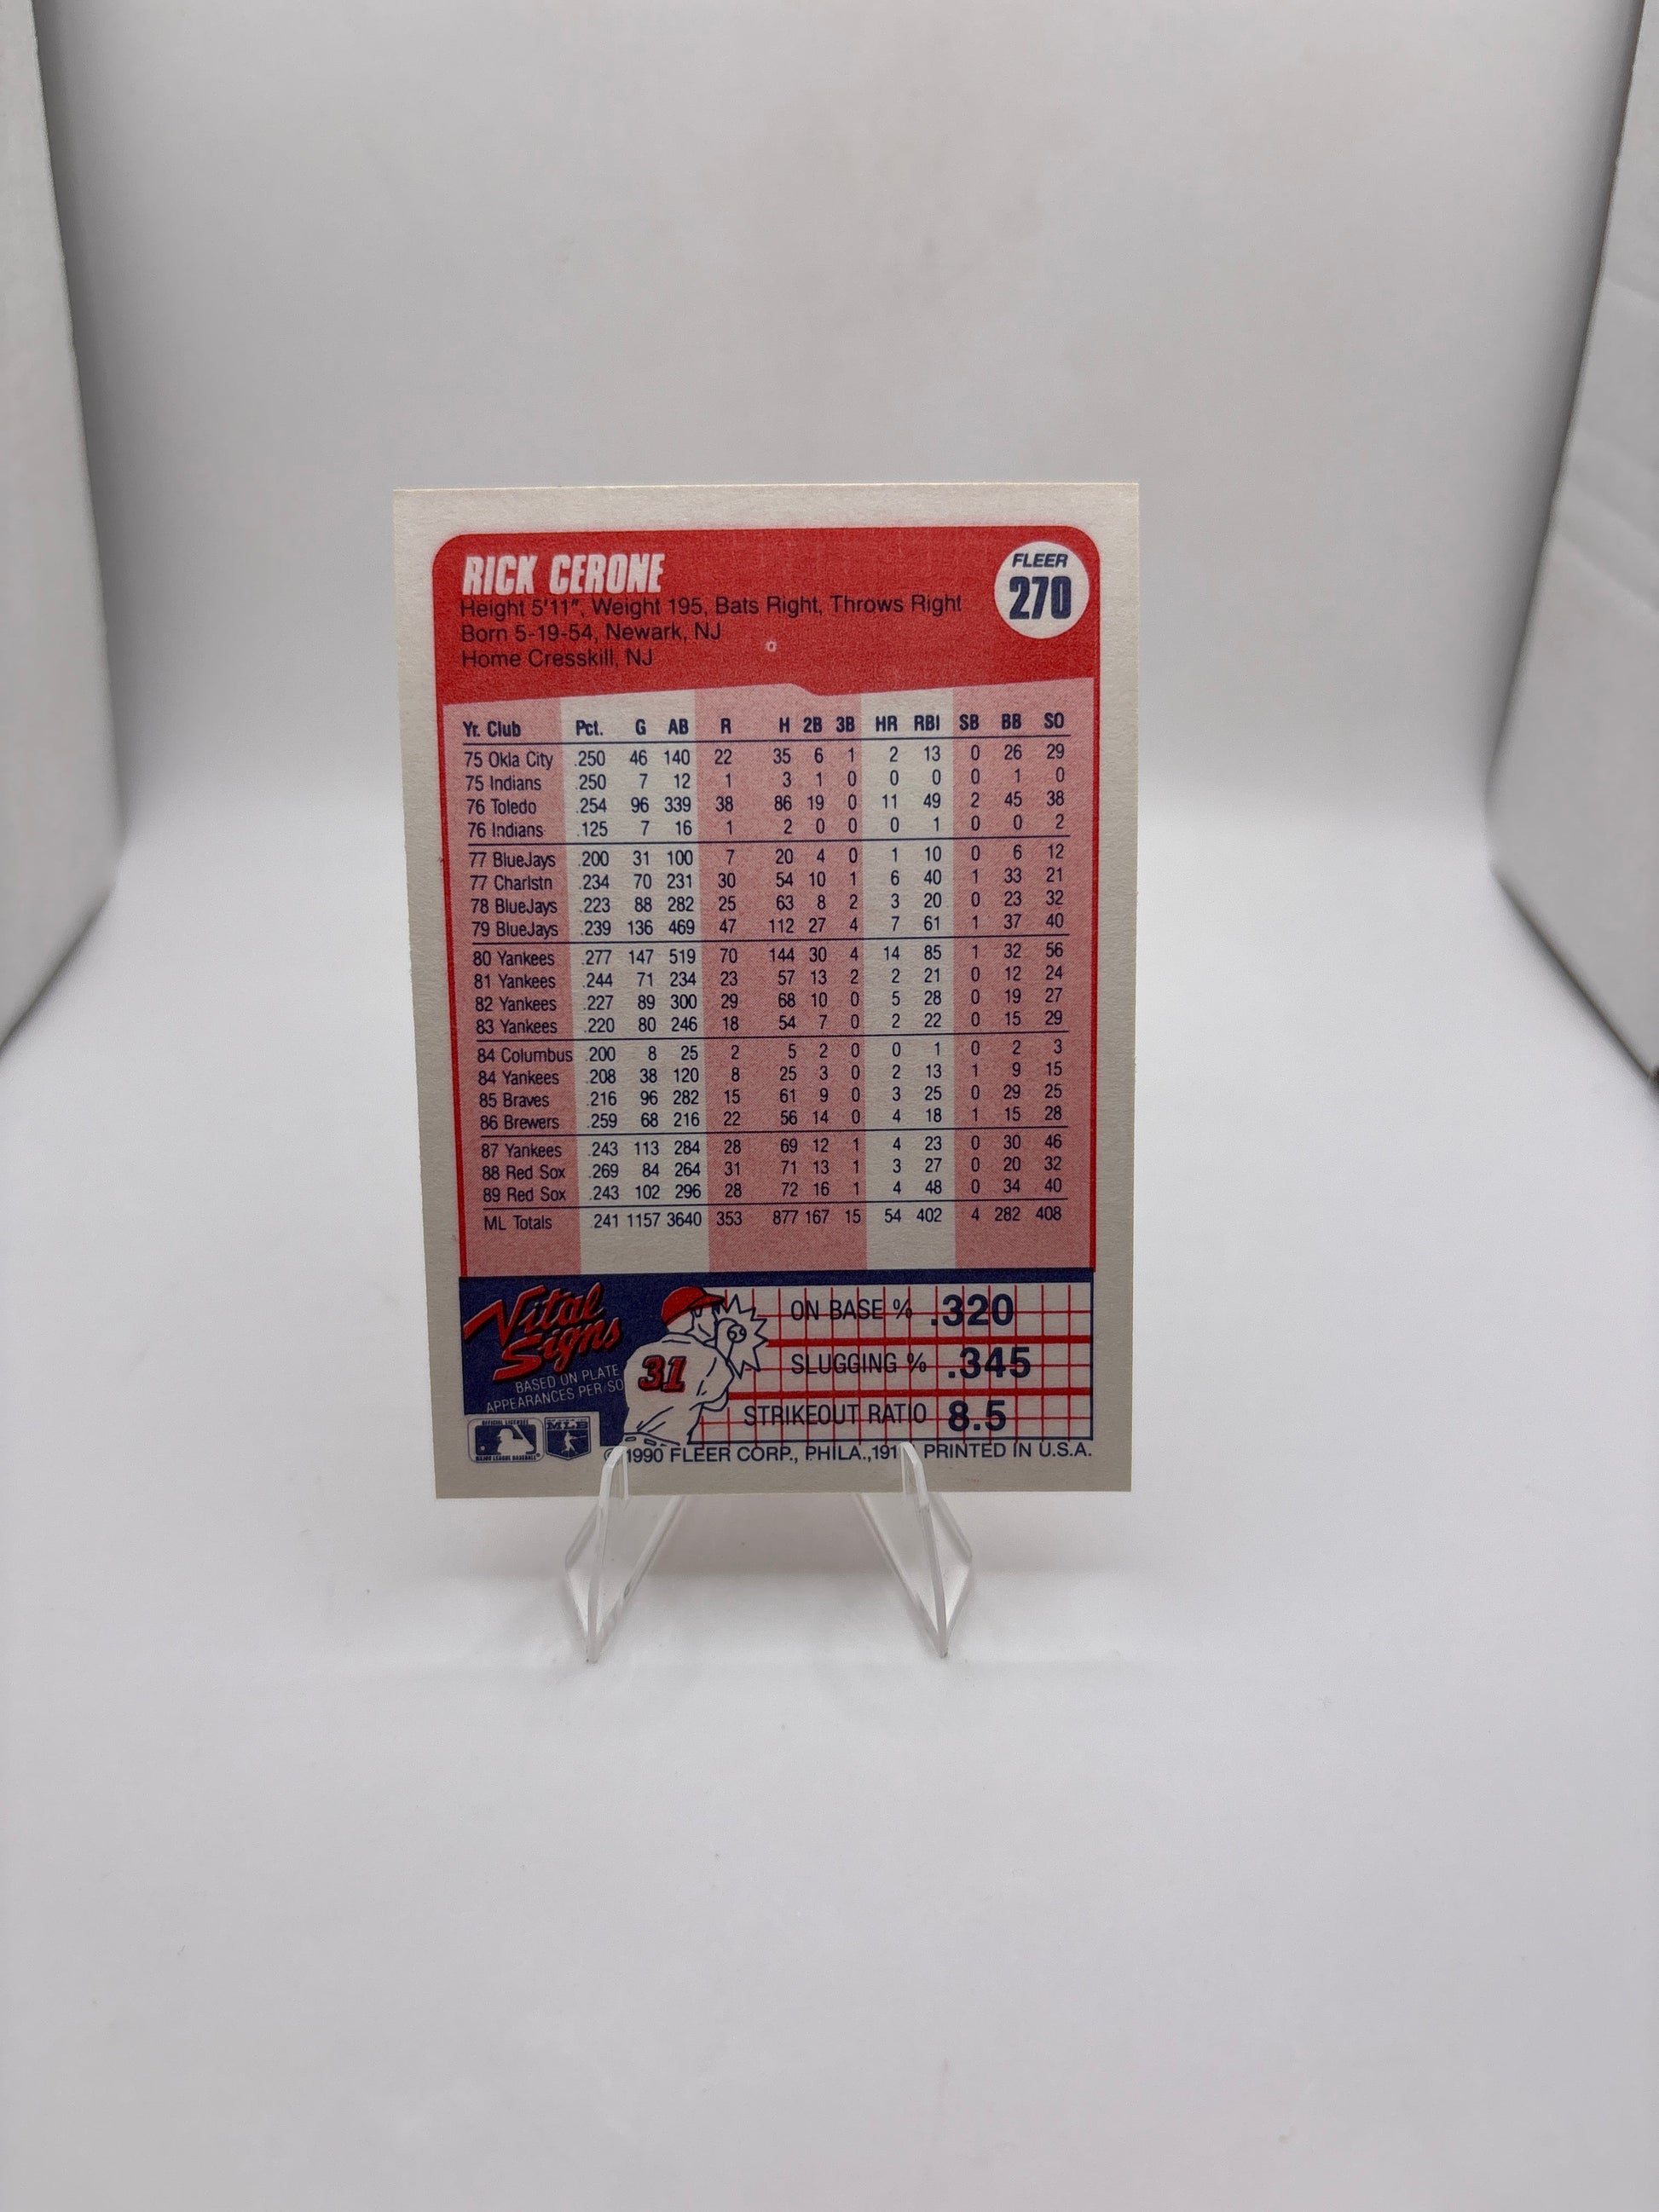 RICK CERONE
FLEER
270
Height 5'11", Weight 195, Bats Right, Throws Right
Born 5-19-54, Newark, NJ
Home Cresskill, NJ
Yr. Club Pct. G AB R H 2B 3B HR RBI SB BB SO
75 Okla City .250 46 140 22 35 6 1 2 13 0 26 29
75 Indians .250 7 12 1 3 1 0 0 0 0 1 0
76 Toledo .254 96 339 38 86 19 0 11 49 2 45 38
76 Indians .125 7 16 1 2 0 0 0 1 0 0 2
77 BlueJays .200 31 100 7 20 4 0 1 10 0 6 12
77 Charlstn .234 70 231 30 54 10 1 6 40 1 33 21
78 BlueJays .223 88 282 25 63 8 2 3 20 0 23 32
79 BlueJays .239 136 469 47 112 27 4 7 61 1 37 40
80 Yankees .277 147 519 70 144 30 4 14 85 1 32 56
81 Yankees .244 71 234 23 57 13 2 2 21 0 12 24
82 Yankees .227 89 300 29 68 10 0 5 28 0 19 27
83 Yankees .220 80 246 18 54 7 0 2 22 0 15 29
84 Columbus .200 8 25 2 5 2 0 0 1 0 2 3
84 Yankees .208 38 120 8 25 3 0 2 13 1 9 15
85 Braves .216 96 282 15 61 9 0 3 25 0 29 25
86 Brewers .259 68 216 22 56 14 0 4 18 1 15 28
87 Yankees .243 113 284 28 69 12 1 4 23 0 30 46
88 Red Sox .269 84 264 31 71 13 1 3 27 0 20 32
89 Red Sox .243 102 296 28 72 16 1 4 48 0 34 40
ML Totals .241 1157 3640 353 877 167 15 54 402 4 282 408
Vital
Signs
BASED ON PLATE
APPEARANCES PER/SO
31
ON BASE % .320
SLUGGING % .345
STRIKEOUT RATIO 8.5
OFFICIAL LICENSEE
MAJOR LEAGUE BASEBALL
MLB
©1990 FLEER CORP., PHILA.,191 PRINTED IN U.S.A.